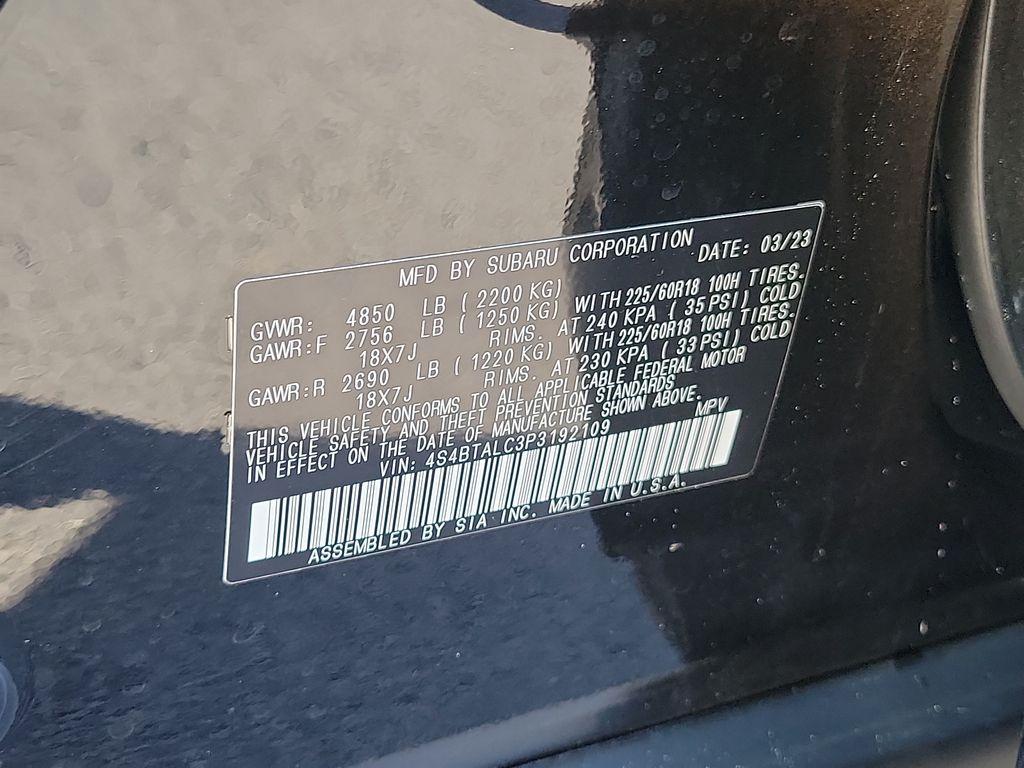 MFD BY SUBARU CORPORATION DATE: 03/23
GVWR: 4850 LB ( 2200 KG)
GAWR:F 2756 LB ( 1250 KG) WITH 225/60R18 100H TIRES.
18X7J RIMS. AT 240 KPA ( 35 PSI) COLD
GAWR:R 2690 LB ( 1220 KG) WITH 225/60R18 100H TIRES.
18X7J RIMS. AT 230 KPA ( 33 PSI) COLD
THIS VEHICLE CONFORMS TO ALL APPLICABLE FEDERAL MOTOR
VEHICLE SAFETY AND THEFT PREVENTION STANDARDS
IN EFFECT ON THE DATE OF MANUFACTURE SHOWN ABOVE.
VIN: 4S4BTALC3P3192109 MPV
ASSEMBLED BY SIA INC. MADE IN U.S.A.